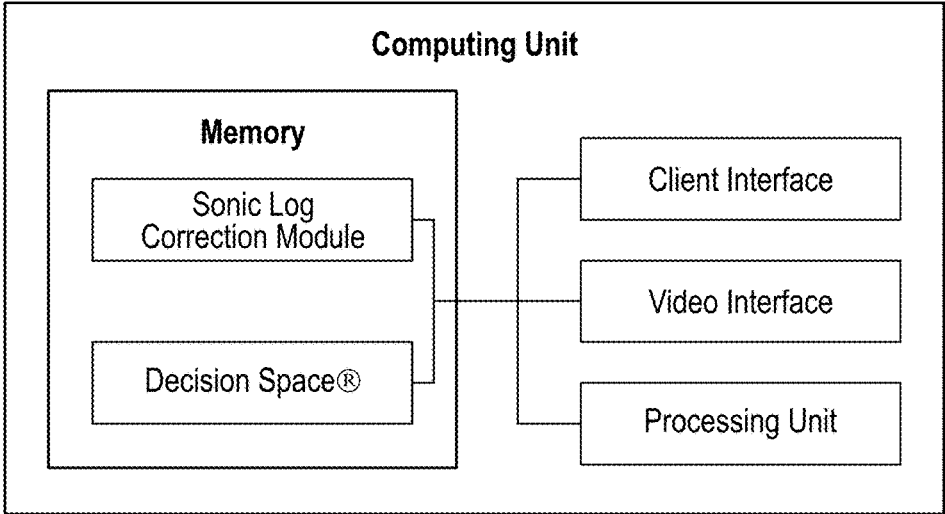 Computing Unit
Memory
Sonic Log
Correction Module
Decision Space®
Client Interface
Video Interface
Processing Unit